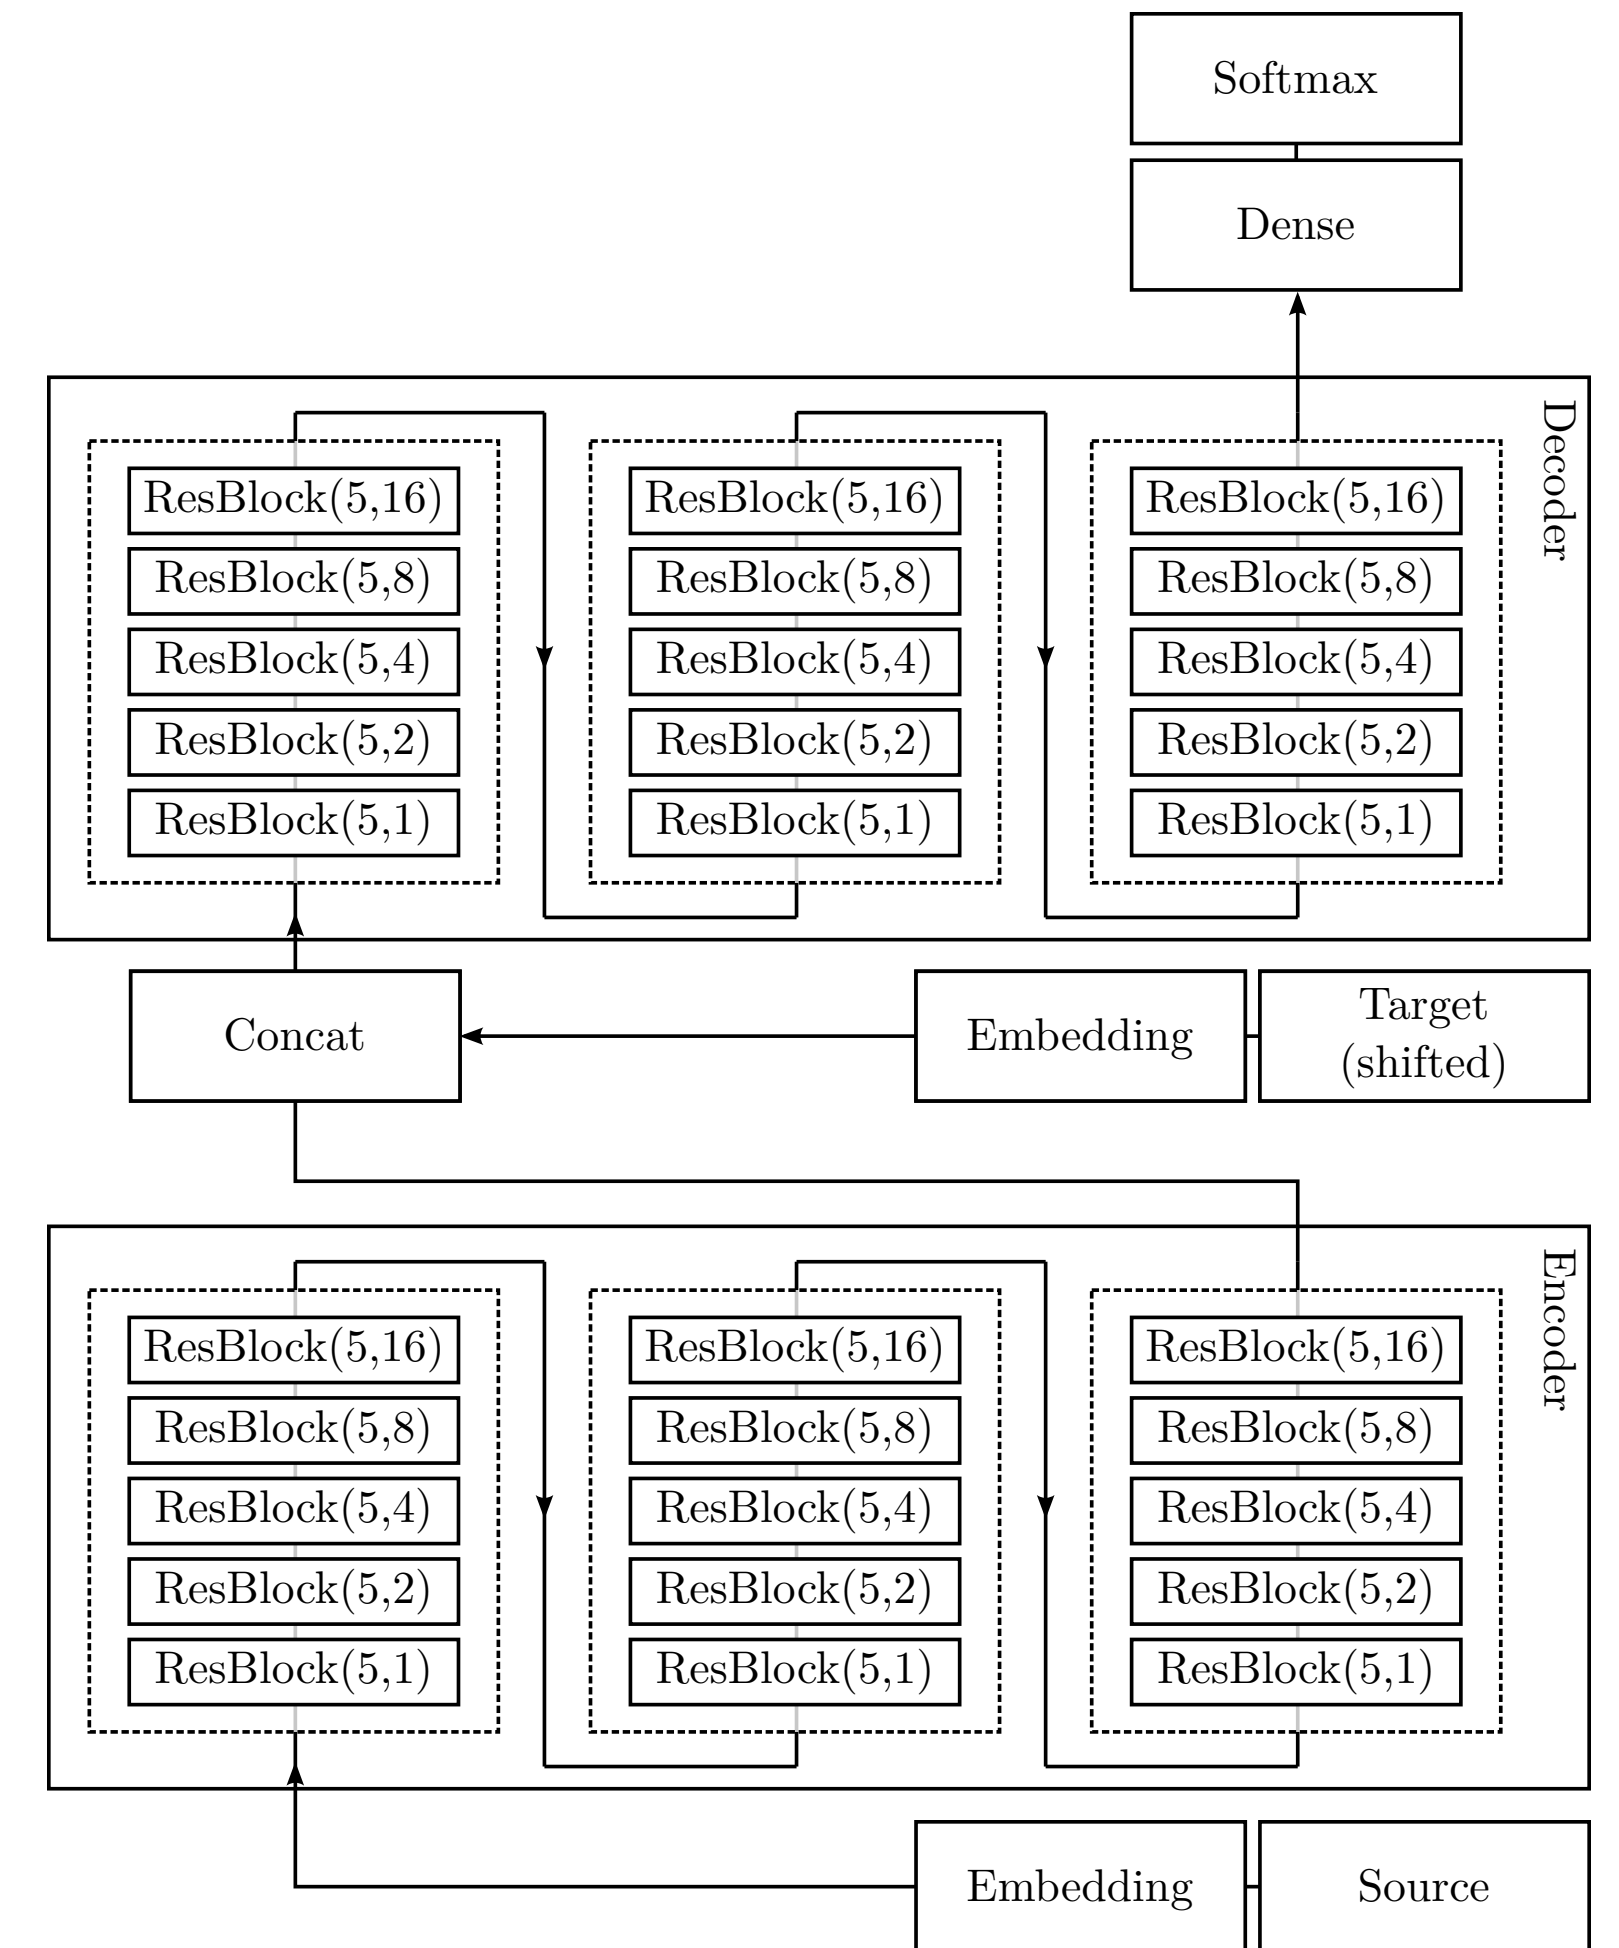 Softmax
Dense
Decoder
ResBlock(5,16)
ResBlock(5,8)
ResBlock(5,4)
ResBlock(5,2)
ResBlock(5,1)
ResBlock(5,16)
ResBlock(5,8)
ResBlock(5,4)
ResBlock(5,2)
ResBlock(5,1)
ResBlock(5,16)
ResBlock(5,8)
ResBlock(5,4)
ResBlock(5,2)
ResBlock(5,1)
Concat
Embedding
Target
(shifted)
Encoder
ResBlock(5,16)
ResBlock(5,8)
ResBlock(5,4)
ResBlock(5,2)
ResBlock(5,1)
ResBlock(5,16)
ResBlock(5,8)
ResBlock(5,4)
ResBlock(5,2)
ResBlock(5,1)
ResBlock(5,16)
ResBlock(5,8)
ResBlock(5,4)
ResBlock(5,2)
ResBlock(5,1)
Embedding
Source